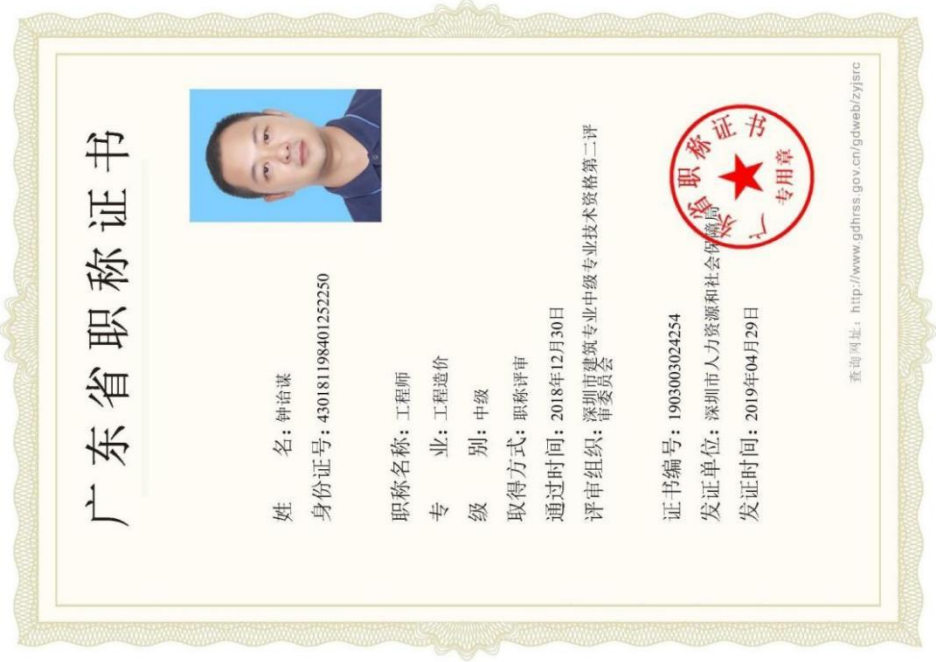 广东省职称证书
姓 名：钟诒谋
身份证号：430181198401252250
职称名称：工程师
专 业：工程造价
级 别：中级
取得方式：职称评审
通过时间：2018年12月30日
评审组织：深圳市建筑专业中级专业技术资格第二评
审委员会
证书编号：1903003024254
发证单位：深圳市人力资源和社会保障局
发证时间：2019年04月29日
广东省职称证书
专用章
查询网址：http://www.gdhrss.gov.cn/gdweb/zyjsrc